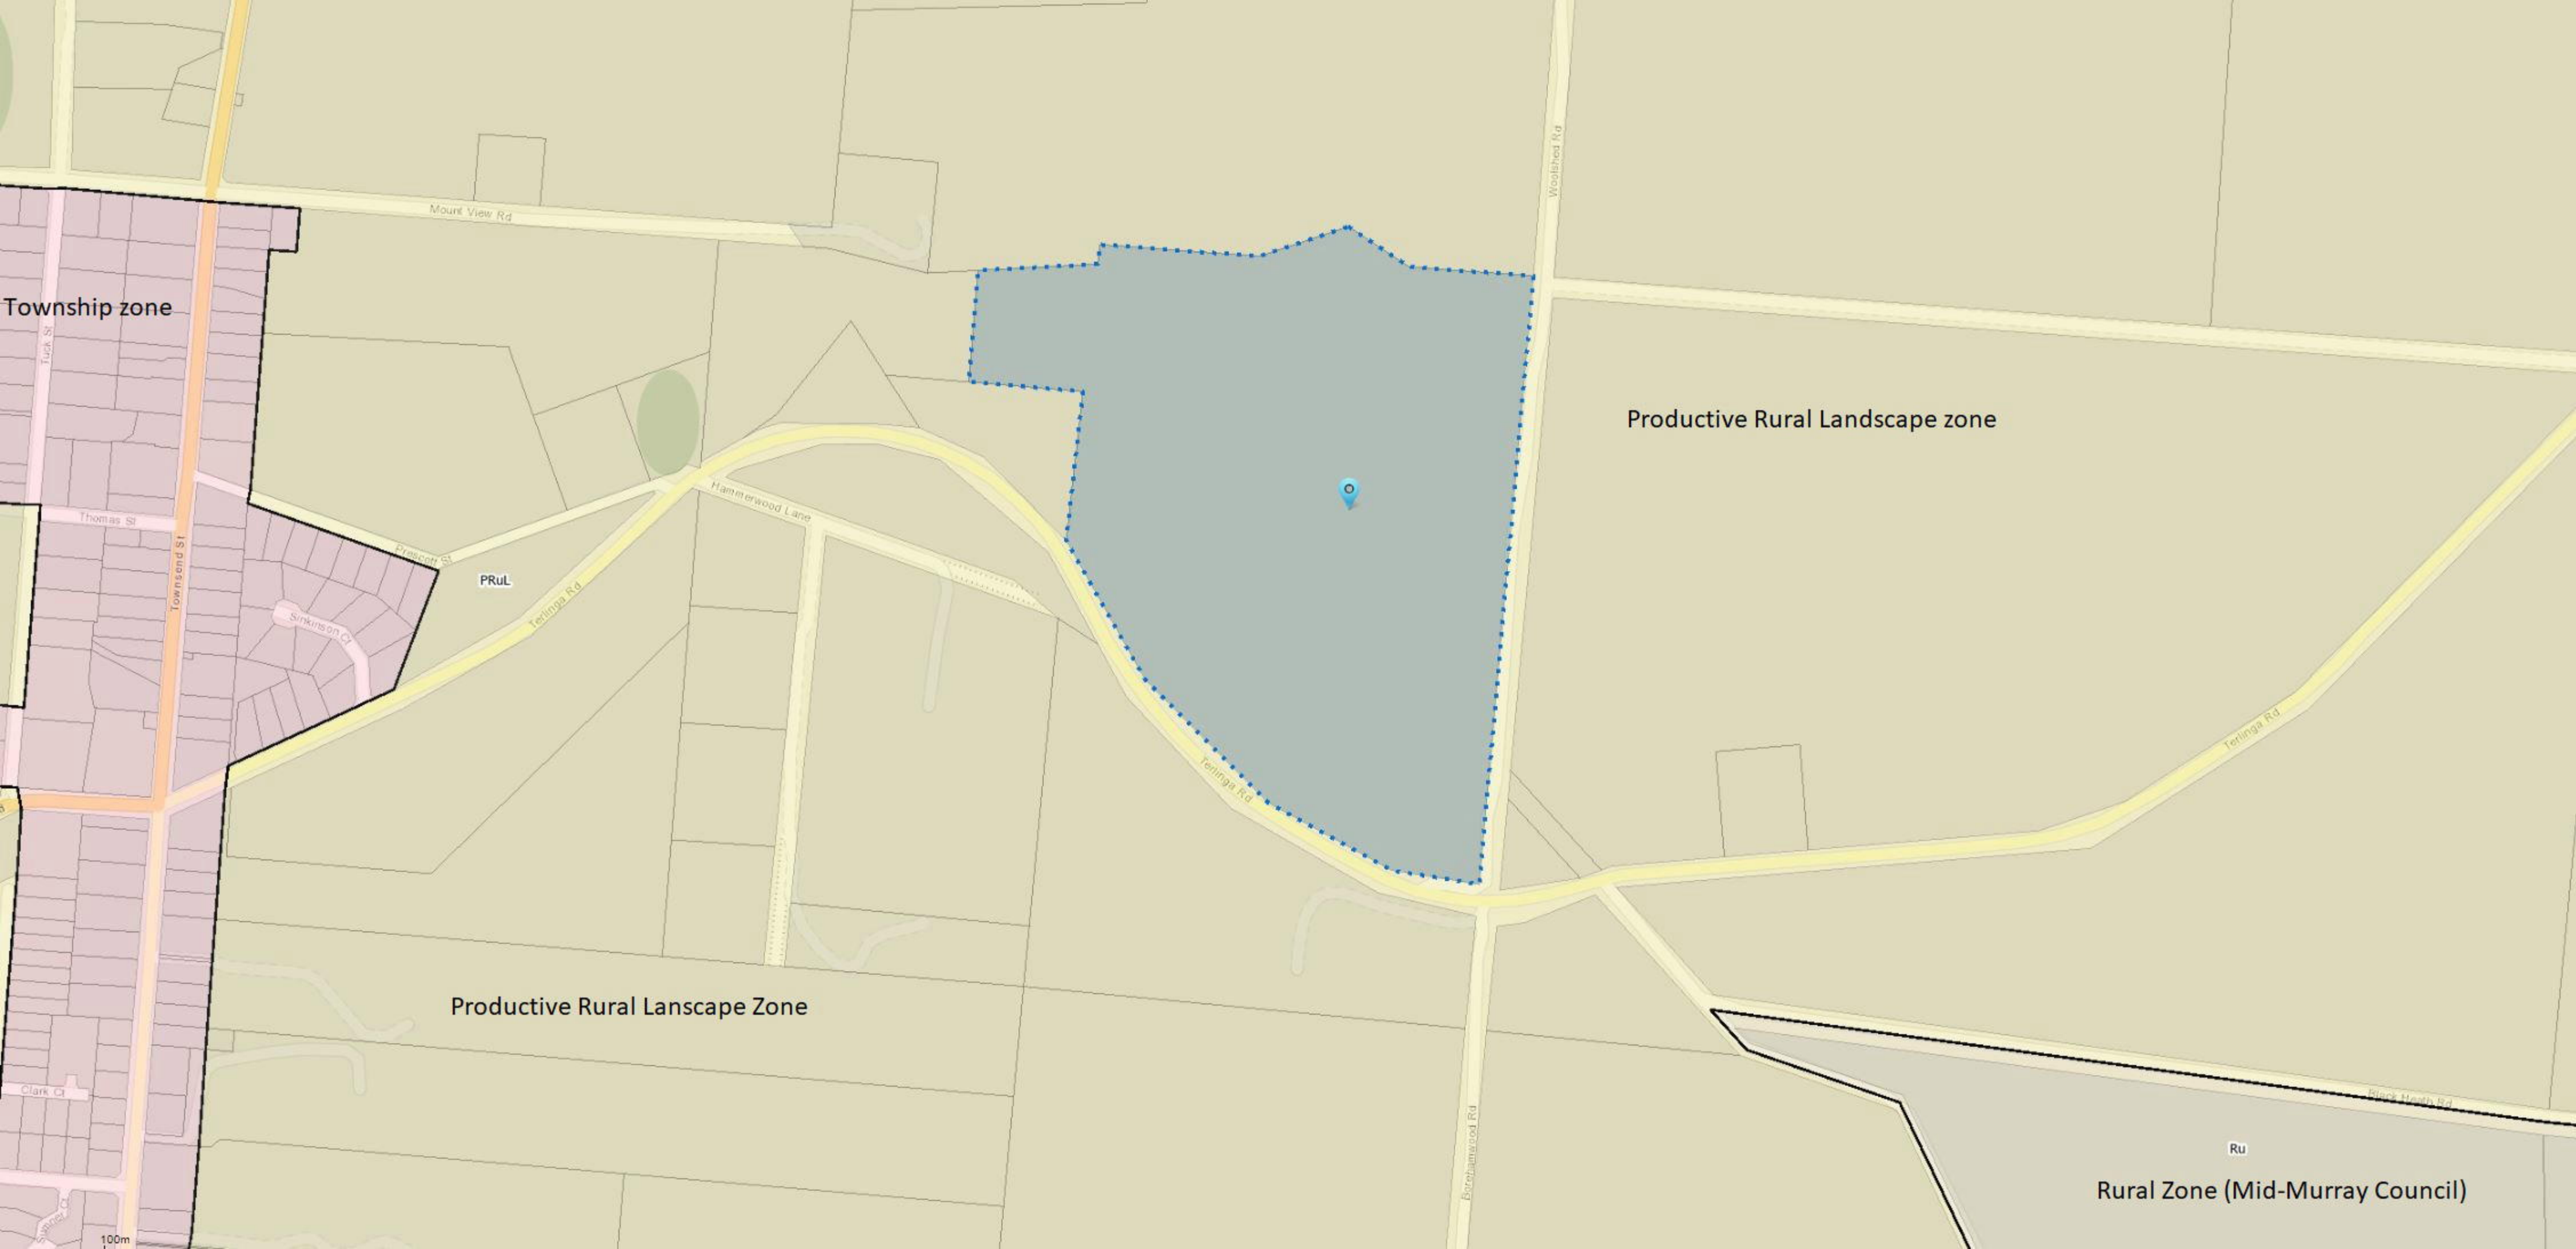 Woolshed Rd
Mount View Rd
Township zone
Tuck St
Productive Rural Landscape zone
Hammerwood Lane
Thomas St
Prescott St
Townsend St
PRuL
Terlinga Rd
Sinkinson Ct
Terlinga Rd
Terlinga Rd
Productive Rural Lanscape Zone
Clark Ct
Black Heath Rd
Borehamwood Rd
Ru
Rural Zone (Mid-Murray Council)
100m